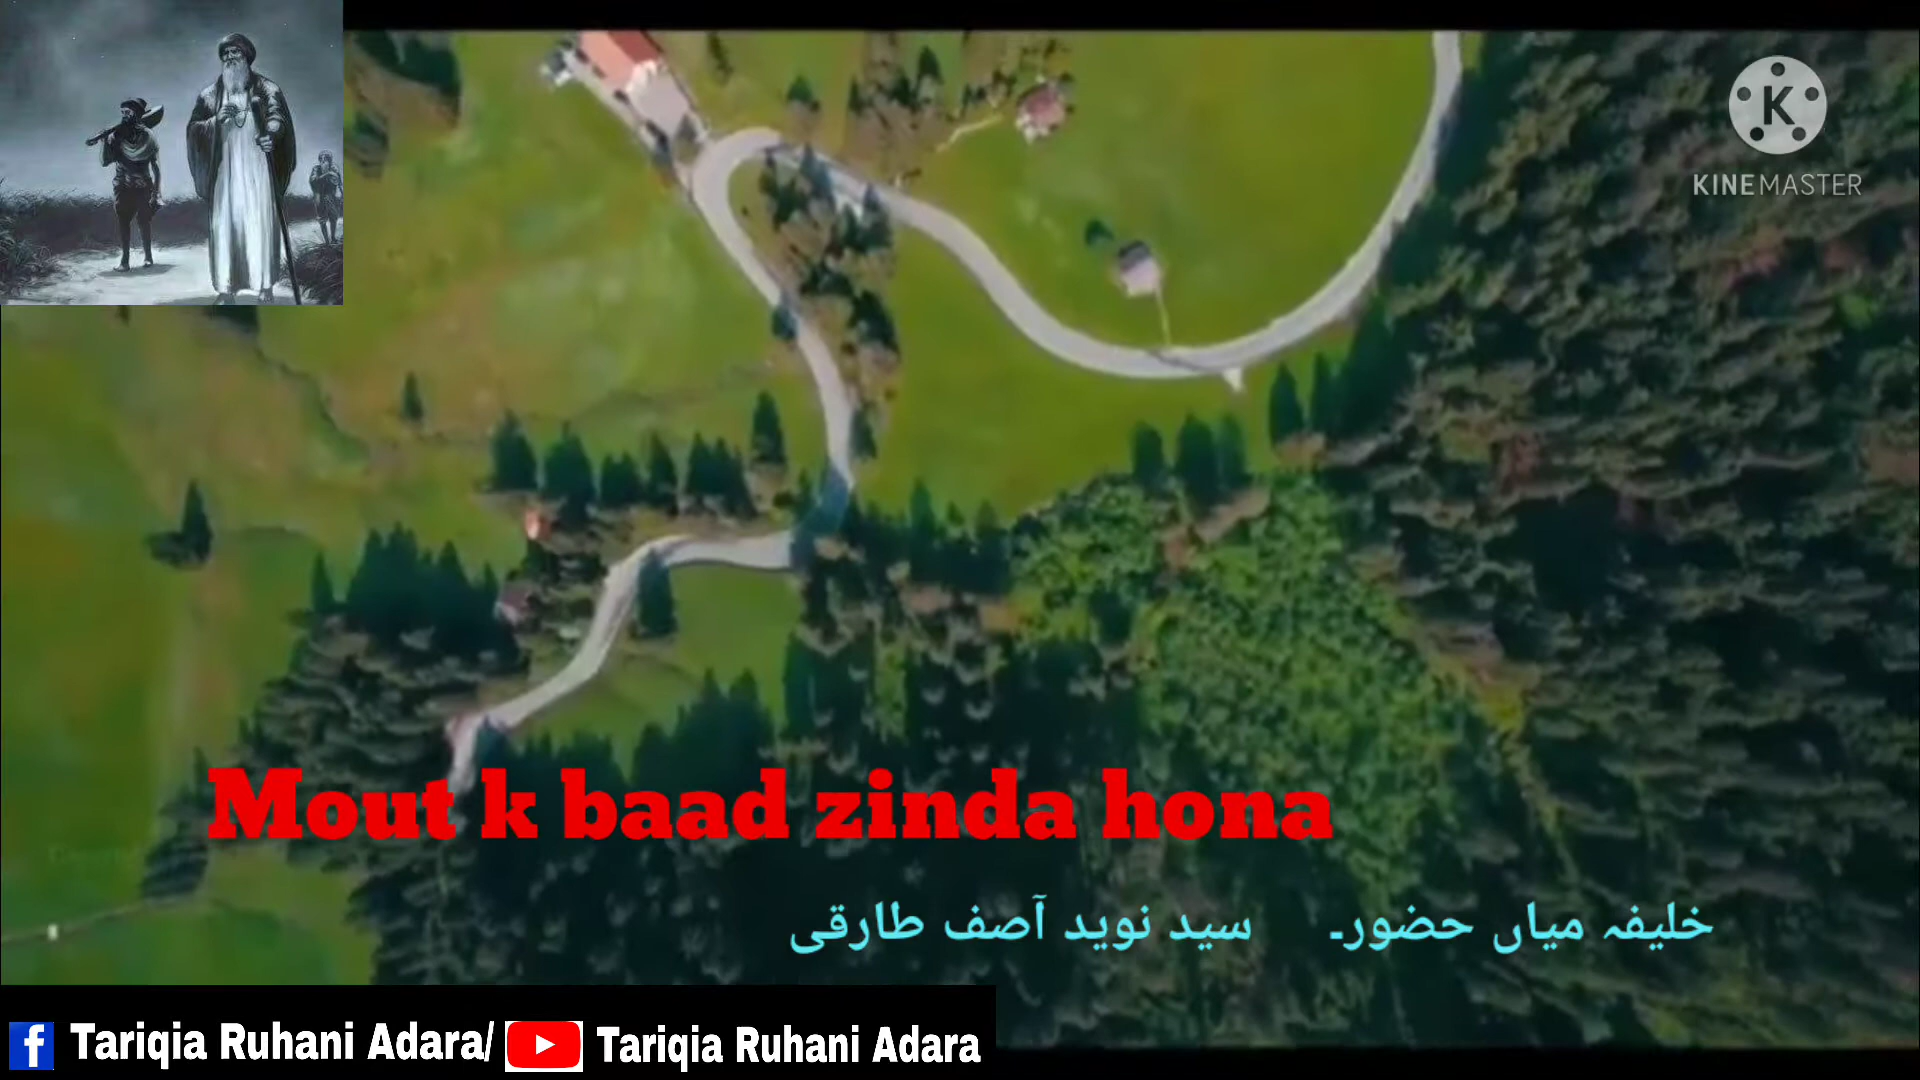 K
KINEMASTER
Mout k baad zinda hona
خلیفہ میاں حضور۔ سید نوید آصف طارقی
f Tariqia Ruhani Adara/ Tariqia Ruhani Adara